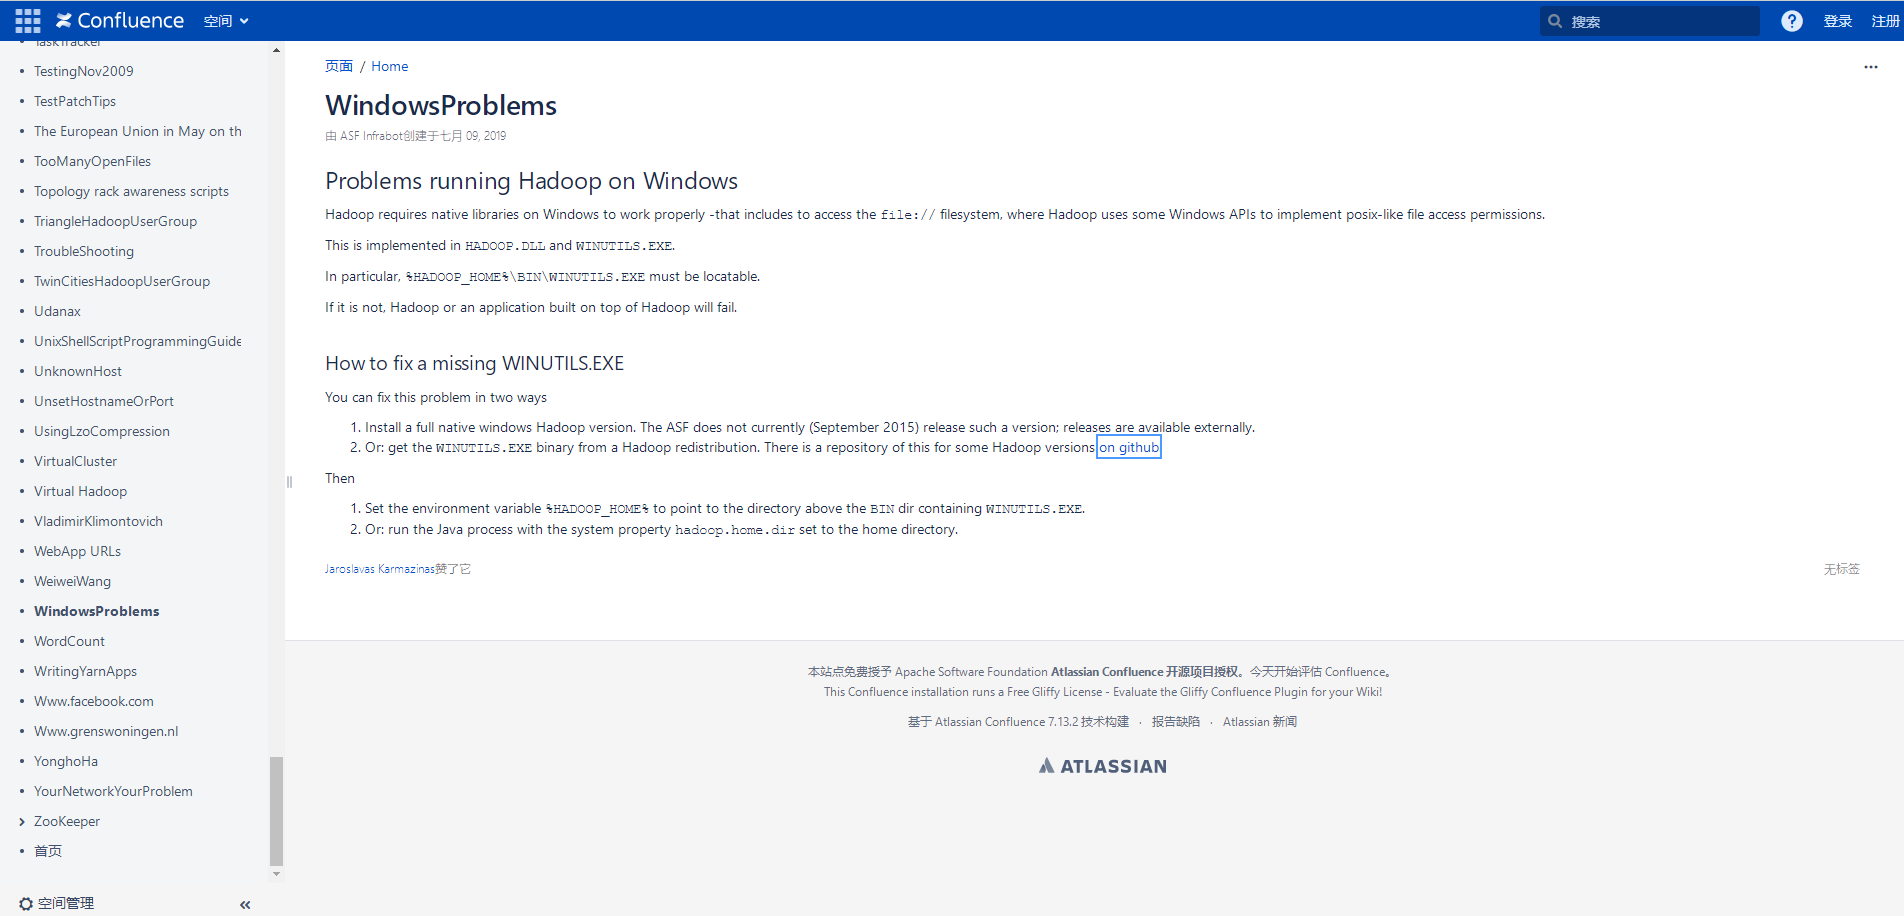 Confluence 空间 搜索 ? 登录 注册
TaskTracker
TestingNov2009
TestPatchTips
The European Union in May on th
TooManyOpenFiles
Topology rack awareness scripts
TriangleHadoopUserGroup
TroubleShooting
TwinCitiesHadoopUserGroup
Udanax
UnixShellScriptProgrammingGuide
UnknownHost
UnsetHostnameOrPort
UsingLzoCompression
VirtualCluster
Virtual Hadoop
VladimirKlimontovich
WebApp URLs
WeiweiWang
WindowsProblems
WordCount
WritingYarnApps
Www.facebook.com
Www.grenswoningen.nl
YonghoHa
YourNetworkYourProblem
ZooKeeper
首页
空间管理
页面 / Home
WindowsProblems
由 ASF Infrabot创建于七月 09, 2019
Problems running Hadoop on Windows
Hadoop requires native libraries on Windows to work properly -that includes to access the file:// filesystem, where Hadoop uses some Windows APIs to implement posix-like file access permissions.
This is implemented in HADOOP.DLL and WINUTILS.EXE.
In particular, %HADOOP_HOME%\BIN\WINUTILS.EXE must be locatable.
If it is not, Hadoop or an application built on top of Hadoop will fail.
How to fix a missing WINUTILS.EXE
You can fix this problem in two ways
1. Install a full native windows Hadoop version. The ASF does not currently (September 2015) release such a version; releases are available externally.
2. Or: get the WINUTILS.EXE binary from a Hadoop redistribution. There is a repository of this for some Hadoop versions on github
Then
1. Set the environment variable %HADOOP_HOME% to point to the directory above the BIN dir containing WINUTILS.EXE.
2. Or: run the Java process with the system property hadoop.home.dir set to the home directory.
Jaroslavas Karmazinas赞了它 无标签
本站点免费授予 Apache Software Foundation Atlassian Confluence 开源项目授权。今天开始评估 Confluence。
This Confluence installation runs a Free Gliffy License - Evaluate the Gliffy Confluence Plugin for your Wiki!
基于 Atlassian Confluence 7.13.2 技术构建 · 报告缺陷 · Atlassian 新闻
ATLASSIAN